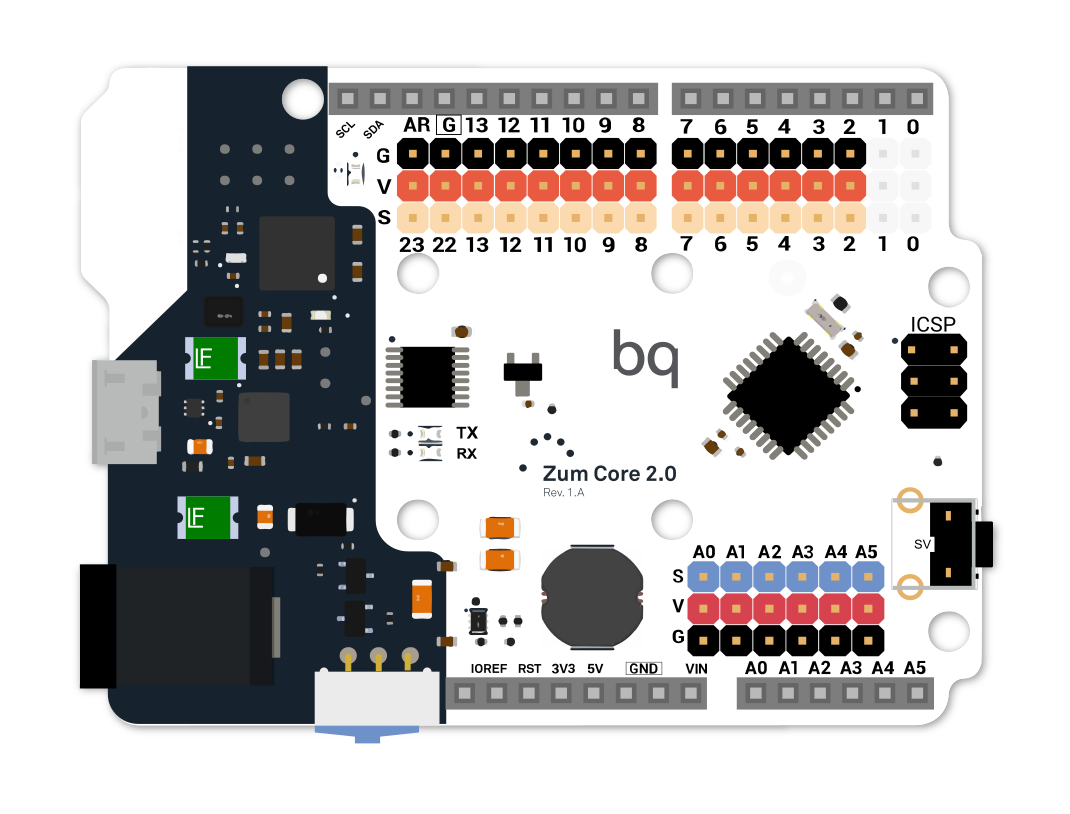 SCL SDA AR G 13 12 11 10 9 8 7 6 5 4 3 2 1 0
G
V
S
23 22 13 12 11 10 9 8 7 6 5 4 3 2 1 0
ICSP
bq
LF
TX
RX
Zum Core 2.0
Rev. 1.A
LF
SV
A0 A1 A2 A3 A4 A5
S
V
G
IOREF RST 3V3 5V GND VIN A0 A1 A2 A3 A4 A5